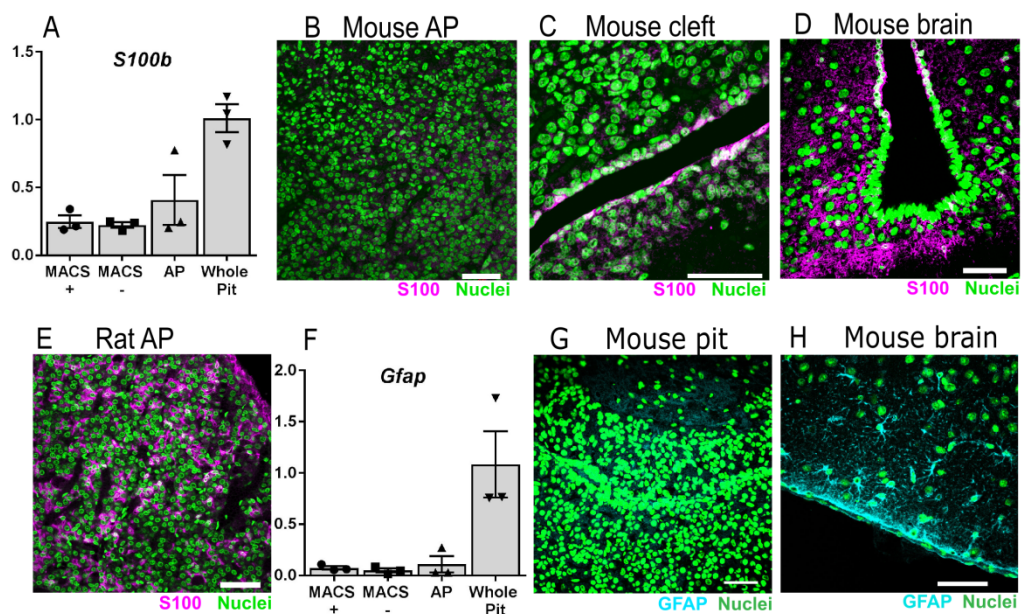 A
S100b
1.5
1.0
0.5
0.0
MACS +
MACS -
AP
Whole Pit
B Mouse AP
S100 Nuclei
C Mouse cleft
S100 Nuclei
D Mouse brain
S100 Nuclei
E Rat AP
S100 Nuclei
F
Gfap
2.0
1.5
1.0
0.5
0.0
MACS +
MACS -
AP
Whole Pit
G Mouse pit
GFAP Nuclei
H Mouse brain
GFAP Nuclei